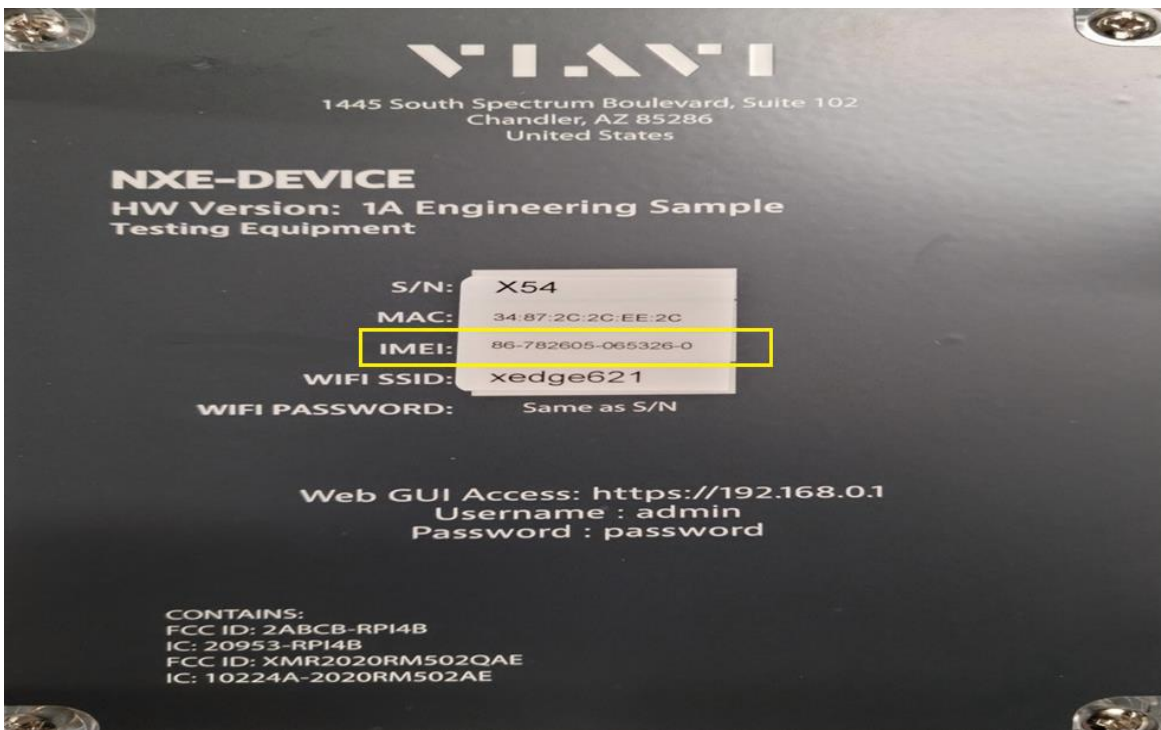 VIAVI
1445 South Spectrum Boulevard, Suite 102
Chandler, AZ 85286
United States
NXE-DEVICE
HW Version: 1A Engineering Sample
Testing Equipment
S/N: X54
MAC: 34:87:2C:2C:EE:2C
IMEI: 86-782605-065326-0
WIFI SSID: xedge621
WIFI PASSWORD: Same as S/N
Web GUI Access: https://192.168.0.1
Username : admin
Password : password
CONTAINS:
FCC ID: 2ABCB-RPI4B
IC: 20953-RPI4B
FCC ID: XMR2020RM502QAE
IC: 10224A-2020RM502AE